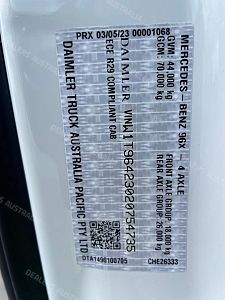 MERCEDES - BENZ 96X - 4 AXLE
GVM: 44,000 kg FRONT AXLE GROUP: 18,000 kg
GCM: 70,000 kg REAR AXLE GROUP: 26,000 kg
DAIMLER VIN W1T96423020754735
PRX 03/05/23 00001068
ECE R29 COMPLIANT CAB CHE26333
DAIMLER TRUCK AUSTRALIA PACIFIC PTY LTD
OTA1490100705